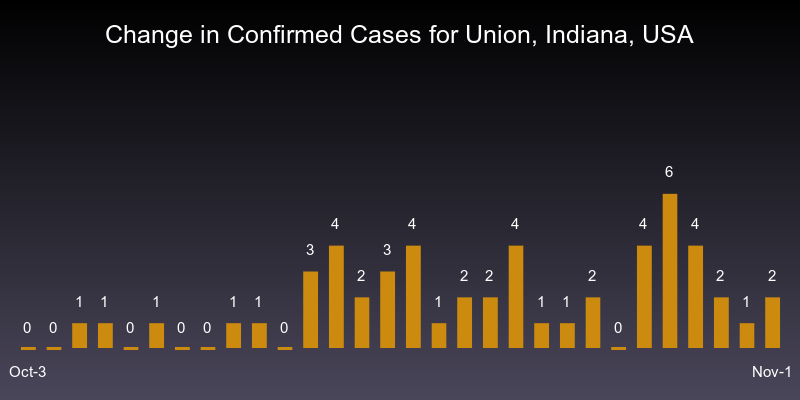 Change in Confirmed Cases for Union, Indiana, USA
6
4 4 4 4 4
3 3
2 2 2 2 2 2
1 1 1 1 1 1 1 1 1
0 0 0 0 0 0 0
Oct-3 Nov-1